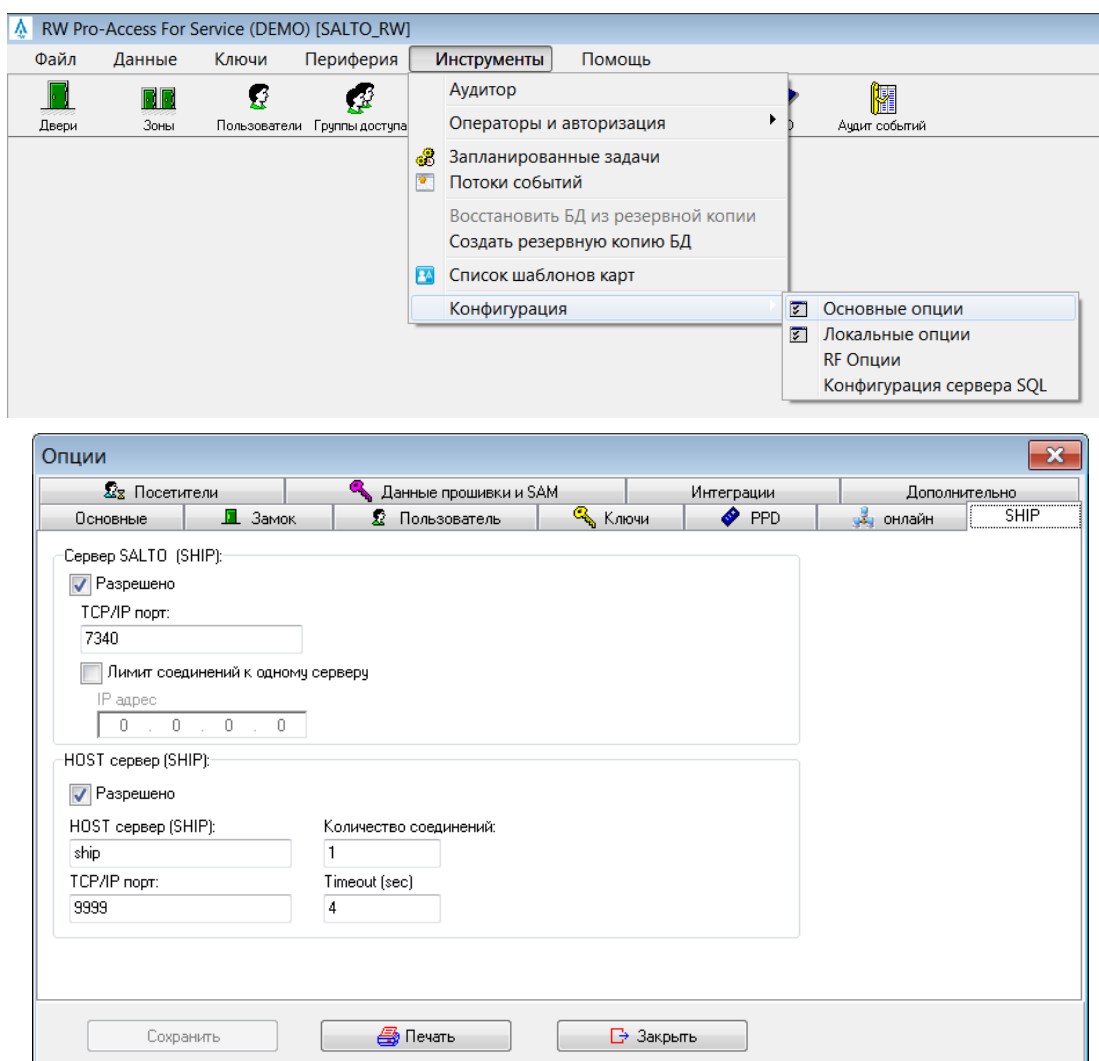 RW Pro-Access For Service (DEMO) [SALTO_RW]
Файл Данные Ключи Периферия Инструменты Помощь
Двери Зоны Пользователи Группы доступа Аудит событий
Аудитор
Операторы и авторизация
Запланированные задачи
Потоки событий
Восстановить БД из резервной копии
Создать резервную копию БД
Список шаблонов карт
Конфигурация
Основные опции
Локальные опции
RF Опции
Конфигурация сервера SQL
Опции
Посетители Данные прошивки и SAM Интеграции Дополнительно
Основные Замок Пользователь Ключи PPD онлайн SHIP
Сервер SALTO (SHIP):
Разрешено
TCP/IP порт:
7340
Лимит соединений к одному серверу
IP адрес
0 . 0 . 0 . 0
HOST сервер (SHIP):
Разрешено
HOST сервер (SHIP): Количество соединений:
ship 1
TCP/IP порт: Timeout (sec)
9999 4
Сохранить Печать Закрыть